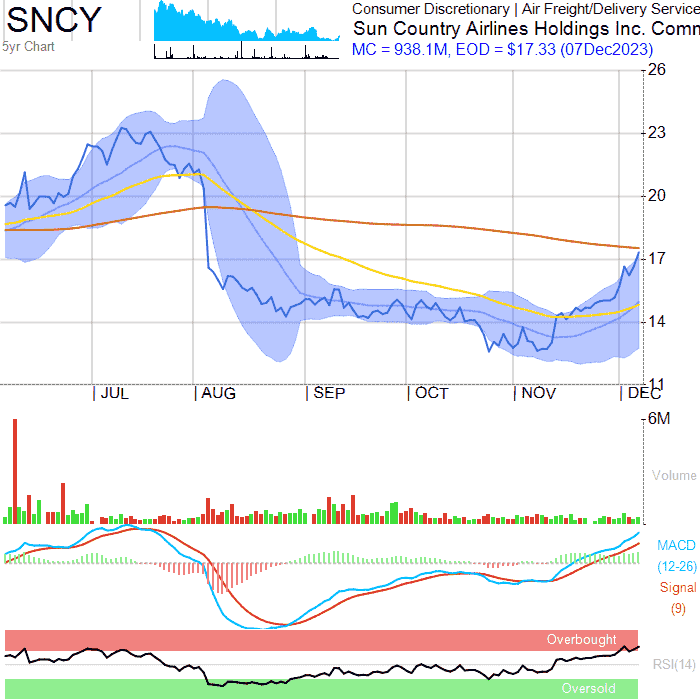 SNCY
5yr Chart
Consumer Discretionary | Air Freight/Delivery Service
Sun Country Airlines Holdings Inc. Comm
MC = 938.1M, EOD = $17.33 (07Dec2023)
26
23
20
17
14
11
JUL
AUG
SEP
OCT
NOV
DEC
6M
Volume
MACD
(12-26)
Signal
(9)
Overbought
RSI(14)
Oversold